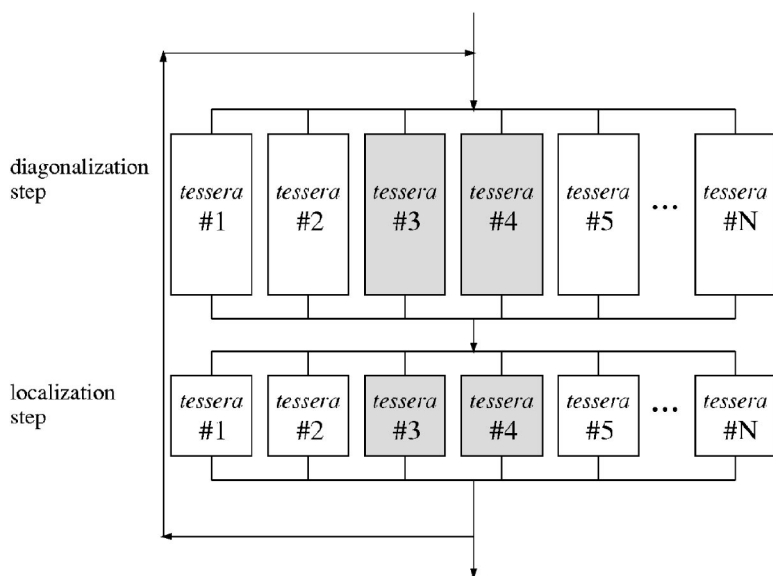 diagonalization
step
tessera
#1
tessera
#2
tessera
#3
tessera
#4
tessera
#5
...
tessera
#N
localization
step
tessera
#1
tessera
#2
tessera
#3
tessera
#4
tessera
#5
...
tessera
#N